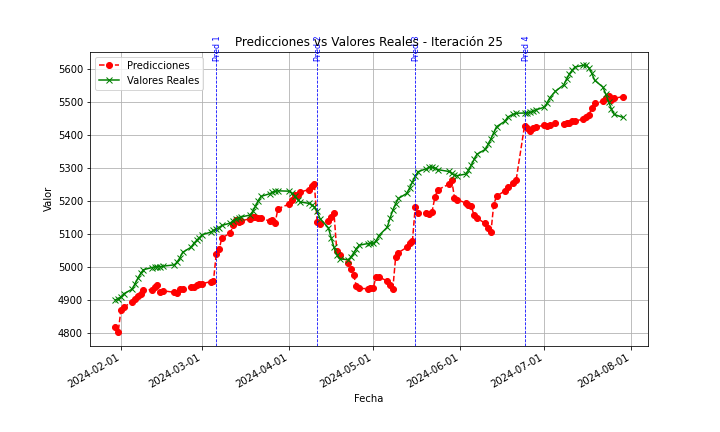 Predicciones vs Valores Reales - Iteración 25
Pred 1
Pred 2
Pred 3
Pred 4
Predicciones
Valores Reales
Valor
5600
5500
5400
5300
5200
5100
5000
4900
4800
2024-02-01
2024-03-01
2024-04-01
2024-05-01
2024-06-01
2024-07-01
2024-08-01
Fecha